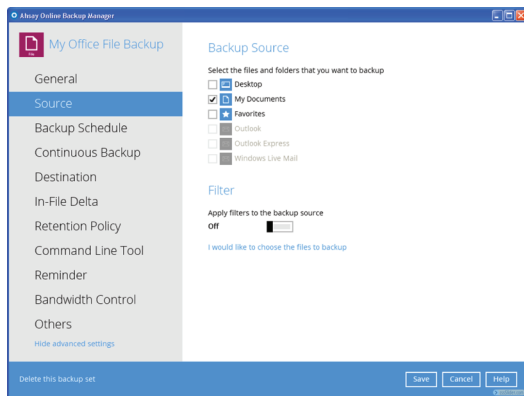 Ahsay Online Backup Manager
File
My Office File Backup
General
Source
Backup Schedule
Continuous Backup
Destination
In-File Delta
Retention Policy
Command Line Tool
Reminder
Bandwidth Control
Others
Hide advanced settings
Backup Source
Select the files and folders that you want to backup
Desktop
My Documents
Favorites
Outlook
Outlook Express
Windows Live Mail
Filter
Apply filters to the backup source
Off
I would like to choose the files to backup
Delete this backup set
Save
Cancel
Help